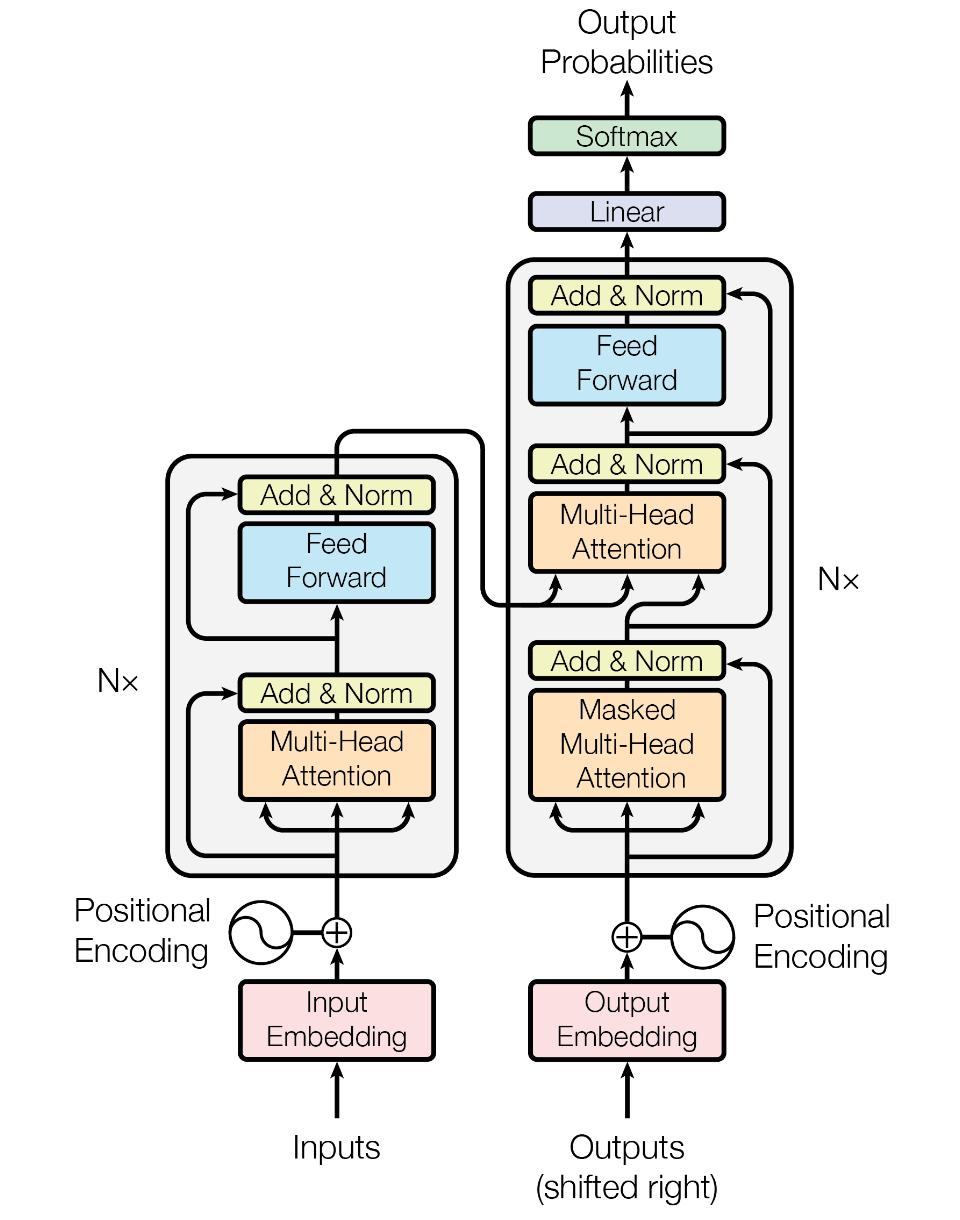 Output
Probabilities
Softmax
Linear
Add & Norm
Feed
Forward
Add & Norm
Multi-Head
Attention
Add & Norm
Masked
Multi-Head
Attention
N×
Add & Norm
Feed
Forward
Add & Norm
Multi-Head
Attention
N×
Positional
Encoding
Positional
Encoding
Input
Embedding
Output
Embedding
Inputs
Outputs
(shifted right)